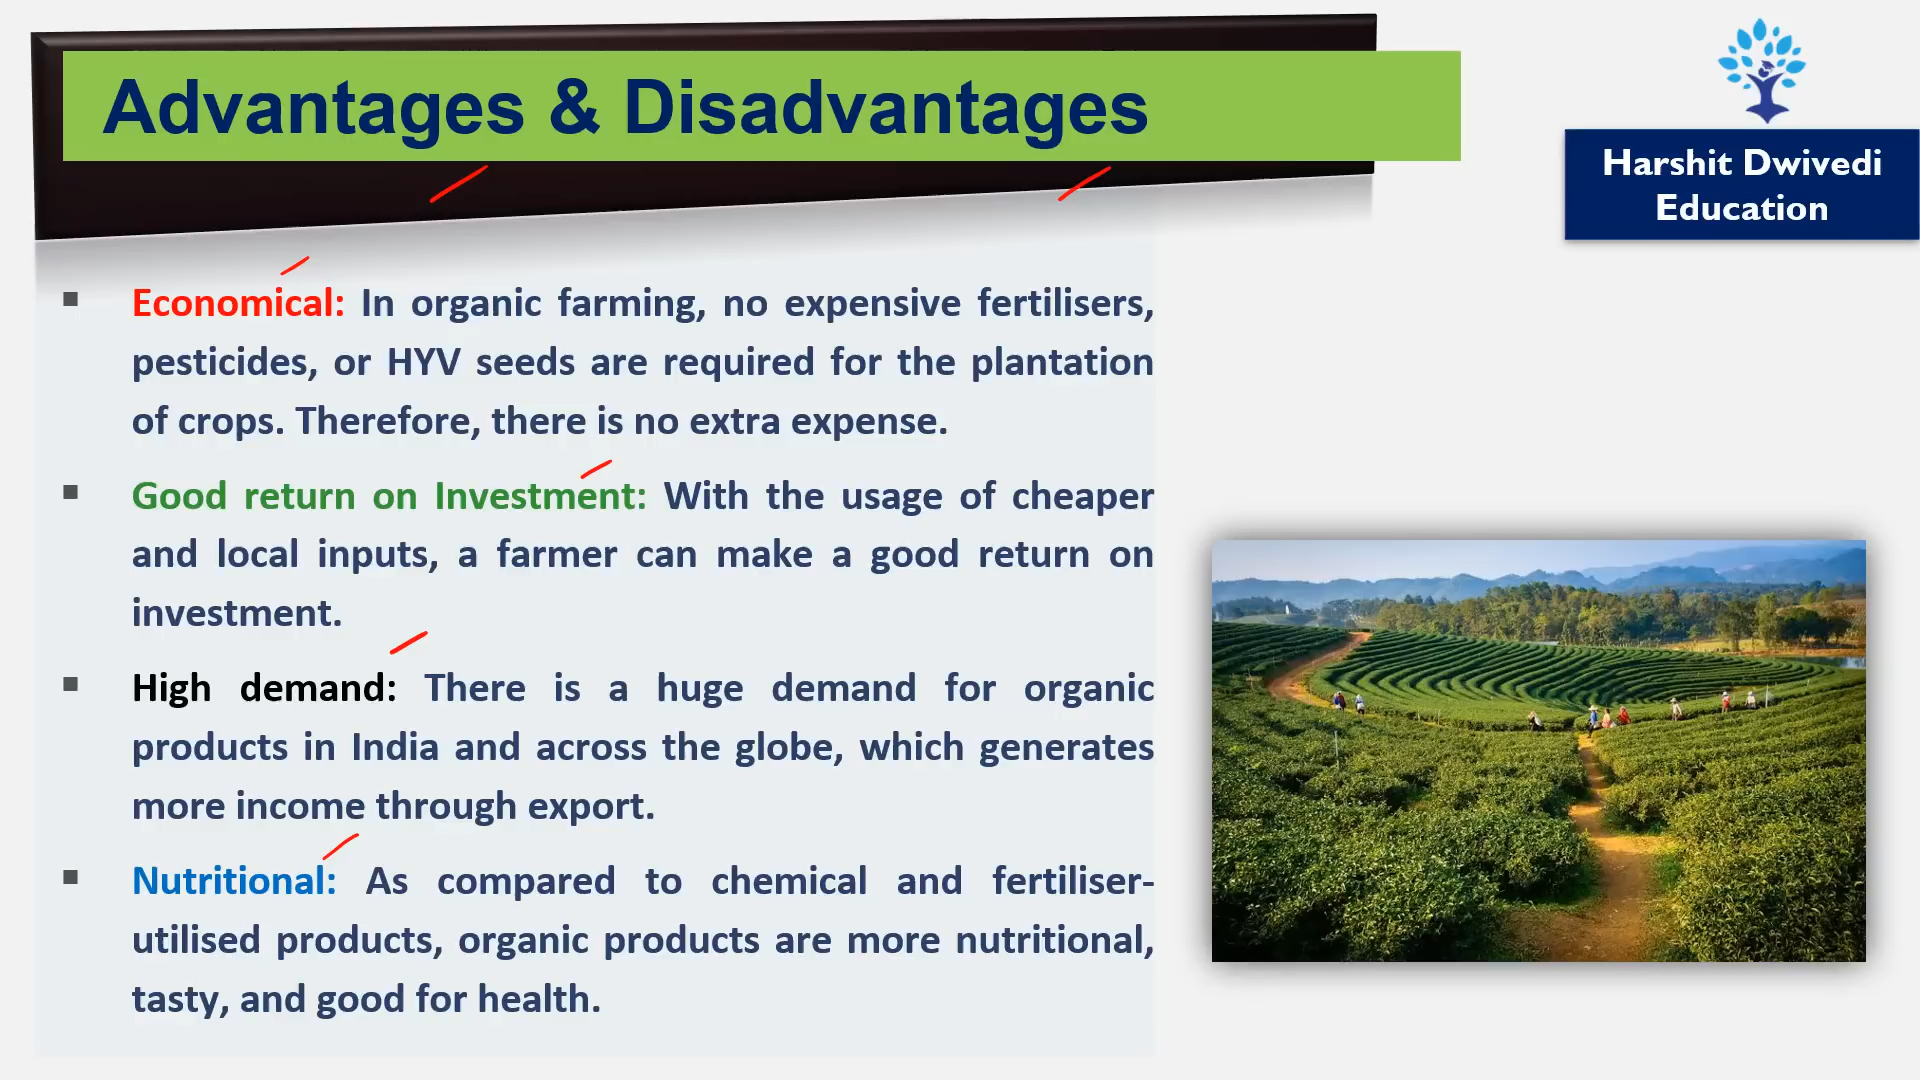 Advantages & Disadvantages
Harshit Dwivedi
Education
Economical: In organic farming, no expensive fertilisers,
pesticides, or HYV seeds are required for the plantation
of crops. Therefore, there is no extra expense.
Good return on Investment: With the usage of cheaper
and local inputs, a farmer can make a good return on
investment.
High demand: There is a huge demand for organic
products in India and across the globe, which generates
more income through export.
Nutritional: As compared to chemical and fertiliser-
utilised products, organic products are more nutritional,
tasty, and good for health.